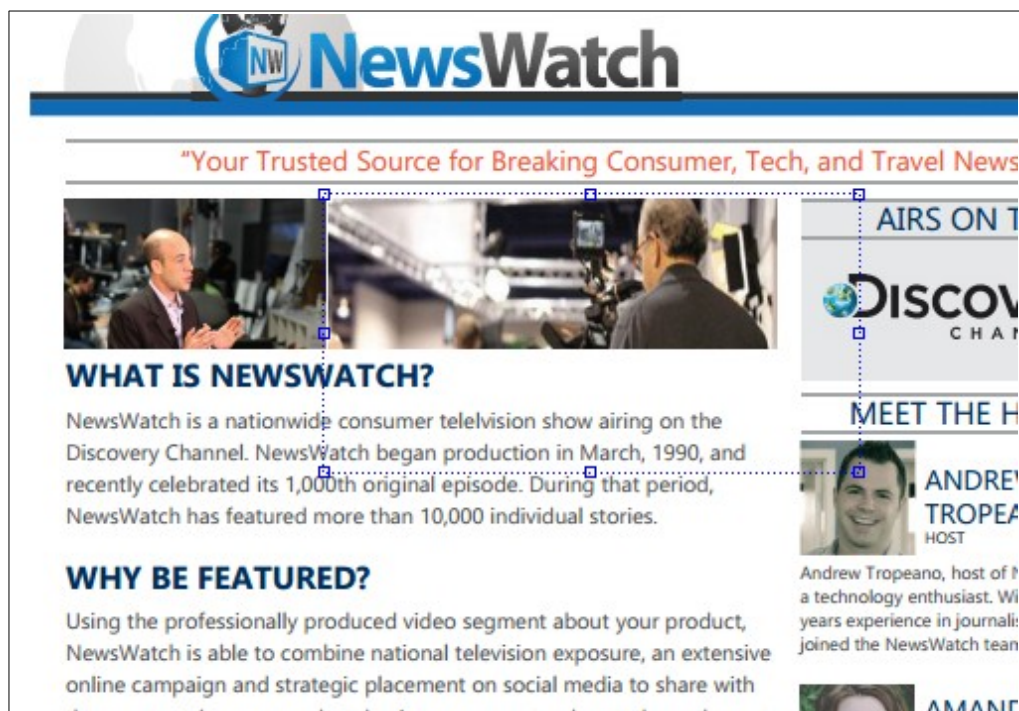 NW NewsWatch
“Your Trusted Source for Breaking Consumer, Tech, and Travel News
WHAT IS NEWSWATCH?
NewsWatch is a nationwide consumer telelvision show airing on the
Discovery Channel. NewsWatch began production in March, 1990, and
recently celebrated its 1,000th original episode. During that period,
NewsWatch has featured more than 10,000 individual stories.
WHY BE FEATURED?
Using the professionally produced video segment about your product,
NewsWatch is able to combine national television exposure, an extensive
online campaign and strategic placement on social media to share with
AIRS ON T
DISCOV
CHAN
MEET THE H
ANDREW
TROPEA
HOST
Andrew Tropeano, host of N
a technology enthusiast. Wi
years experience in journalis
joined the NewsWatch team
AMAND